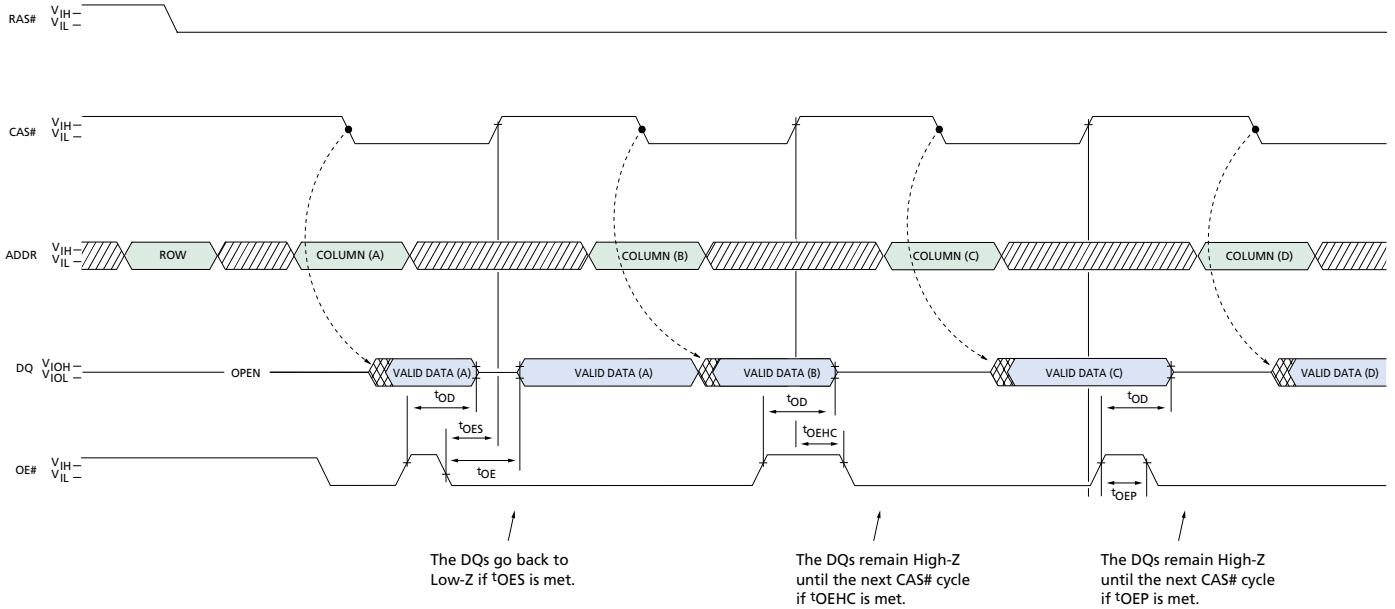 RAS# VIH
VIL
CAS# VIH
VIL
ADDR VIH
VIL
ROW COLUMN (A) COLUMN (B) COLUMN (C) COLUMN (D)
DQ VIOH
VIOL
OPEN VALID DATA (A) VALID DATA (A) VALID DATA (B) VALID DATA (C) VALID DATA (D)
tOD tOD tOD
tOES tOEHC
OE# VIH
VIL
tOE tOEP
The DQs go back to
Low-Z if tOES is met.
The DQs remain High-Z
until the next CAS# cycle
if tOEHC is met.
The DQs remain High-Z
until the next CAS# cycle
if tOEP is met.